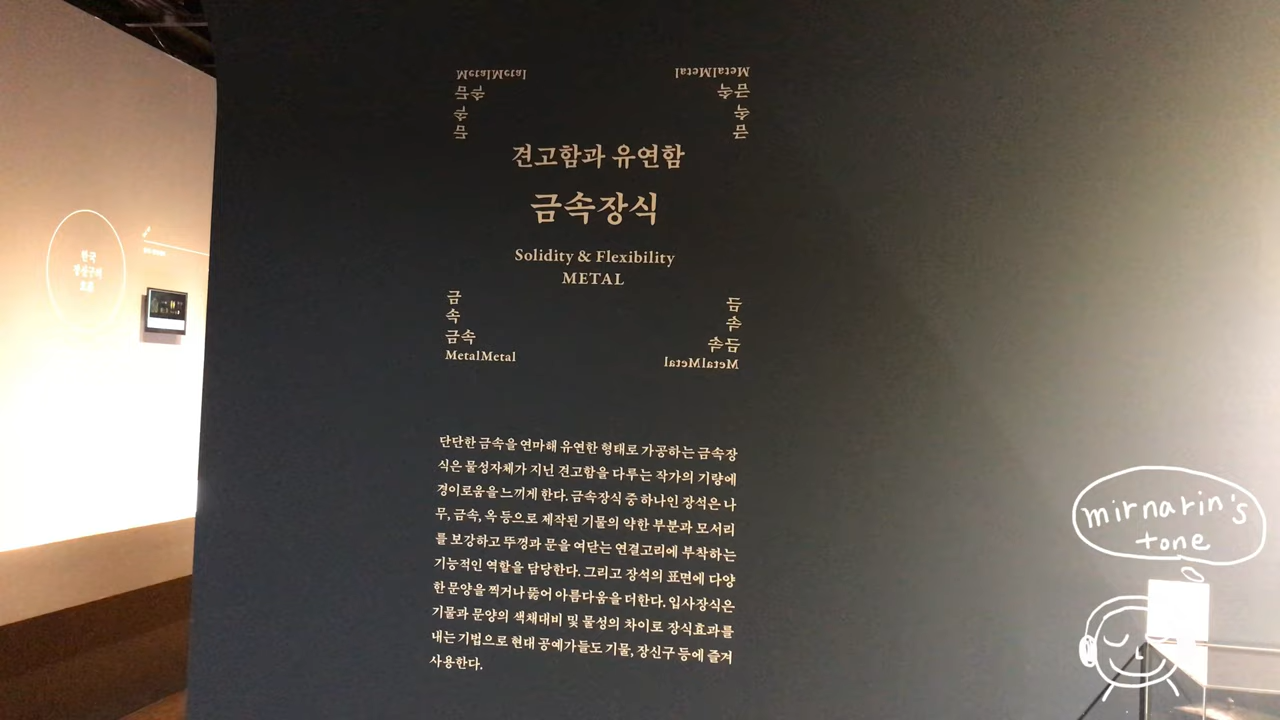 MetalMetal
MetalMetal
금속
금속
속
속
금
금
견고함과 유연함
금속장식
Solidity & Flexibility
METAL
금
금
속
속
금속
금속
MetalMetal
MetalMetal
한국
장신구의
흐름
단단한 금속을 연마해 유연한 형태로 가공하는 금속장
식은 물성자체가 지닌 견고함을 다루는 작가의 기량에
경이로움을 느끼게 한다. 금속장식 중 하나인 장석은 나
무, 금속, 옥 등으로 제작된 기물의 약한 부분과 모서리
를 보강하고 뚜껑과 문을 여닫는 연결고리에 부착하는
기능적인 역할을 담당한다. 그리고 장석의 표면에 다양
한 문양을 찍거나 뚫어 아름다움을 더한다. 입사장식은
기물과 문양의 색채대비 및 물성의 차이로 장식효과를
내는 기법으로 현대 공예가들도 기물, 장신구 등에 즐겨
사용한다.
mirnarin's
tone